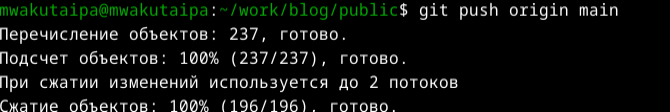 mwakutaipa@mwakutaipa:~/work/blog/public$ git push origin main
Перечисление объектов: 237, готово.
Подсчет объектов: 100% (237/237), готово.
При сжатии изменений используется до 2 потоков
Сжатие объектов: 100% (196/196), готово.